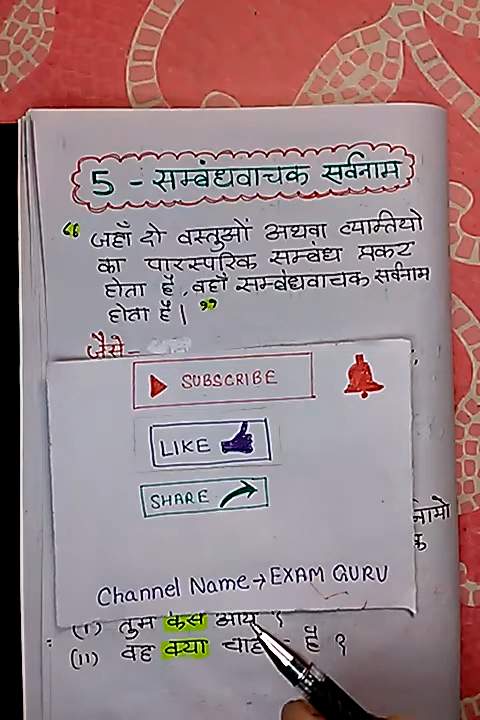 5 - सम्बंधवाचक सर्वनाम
“ जहाँ दो वस्तुओं अथवा व्यक्तियो
का पारस्परिक सम्बंध प्रकट
होता है, वहाँ सम्बंधवाचक सर्वनाम
होता है। ”
जैसे-
SUBSCRIBE
LIKE
SHARE
Channel Name → EXAM GURU
(i) तुम कैसे आये ?
(ii) वह क्या है ?